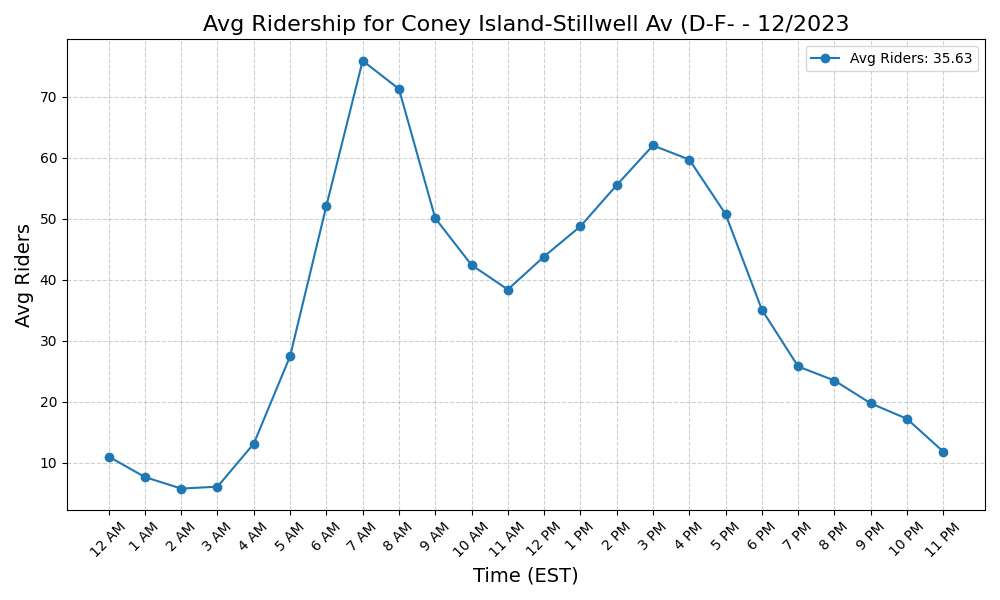 Avg Ridership for Coney Island-Stillwell Av (D-F- - 12/2023
Avg Riders: 35.63
Avg Riders
70
60
50
40
30
20
10
12 AM
1 AM
2 AM
3 AM
4 AM
5 AM
6 AM
7 AM
8 AM
9 AM
10 AM
11 AM
12 PM
1 PM
2 PM
3 PM
4 PM
5 PM
6 PM
7 PM
8 PM
9 PM
10 PM
11 PM
Time (EST)